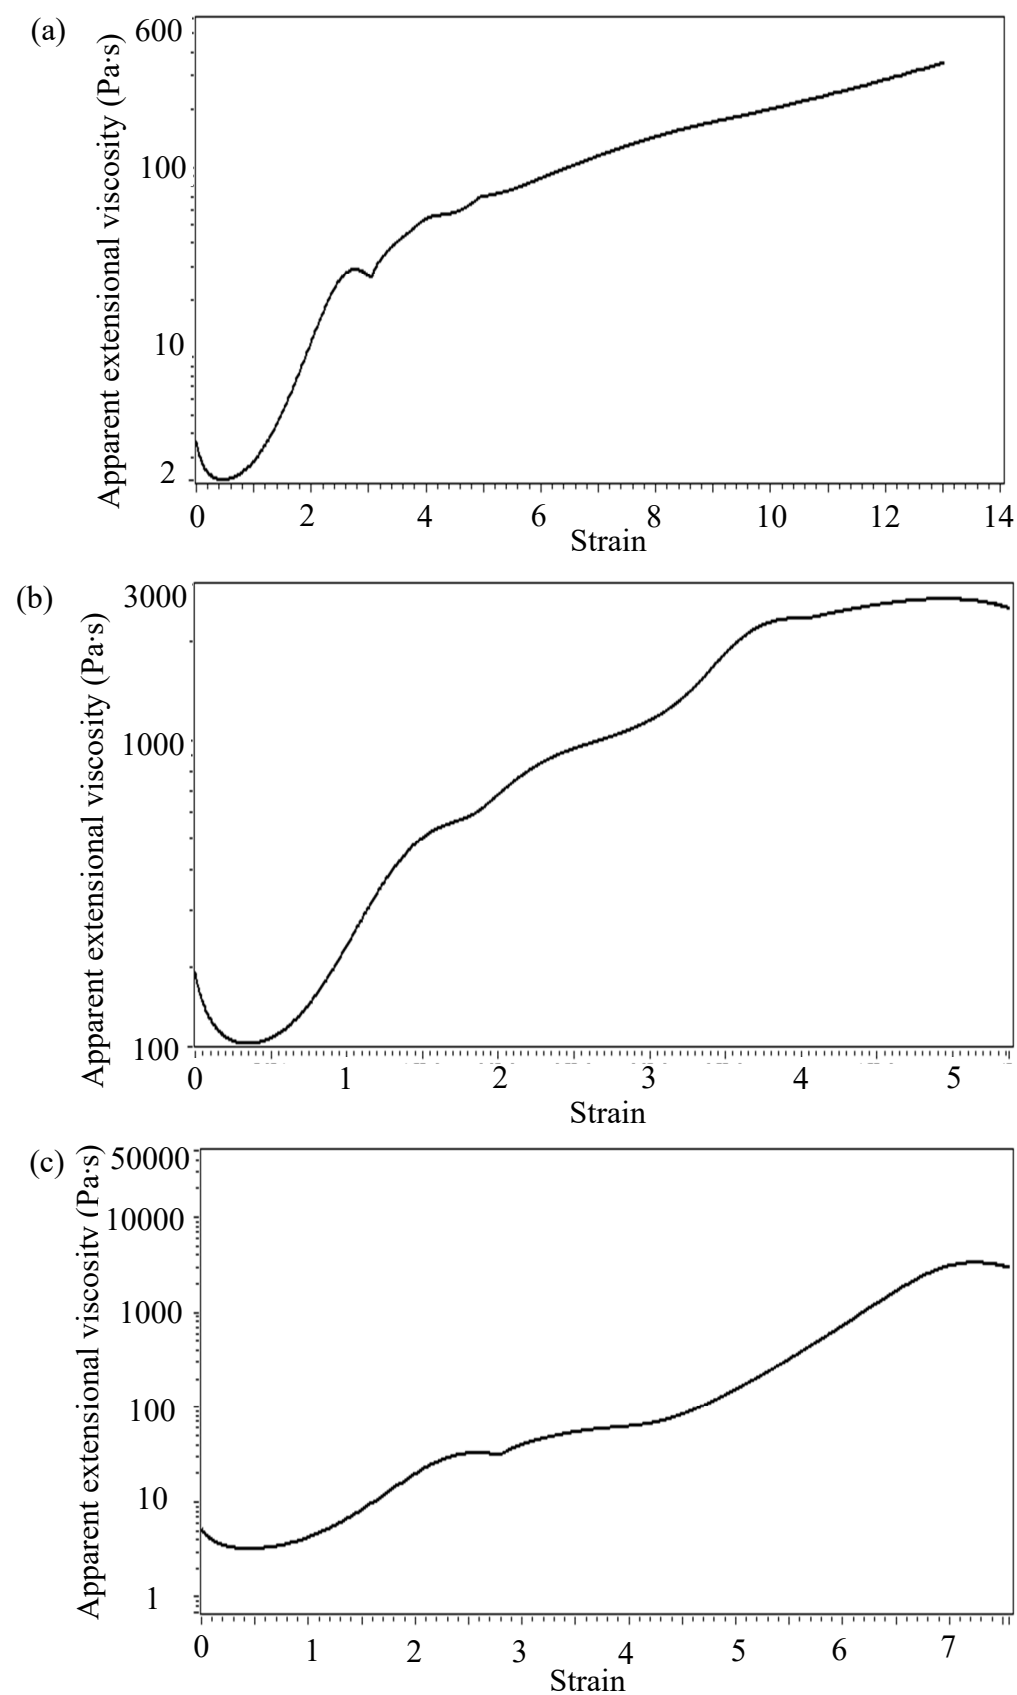 (a)
Apparent extensional viscosity (Pa·s)
600
100
10
2
0 2 4 6 8 10 12 14
Strain
(b)
Apparent extensional viscosity (Pa·s)
3000
1000
100
0 1 2 3 4 5
Strain
(c)
Apparent extensional viscosity (Pa·s)
50000
10000
1000
100
10
1
0 1 2 3 4 5 6 7
Strain